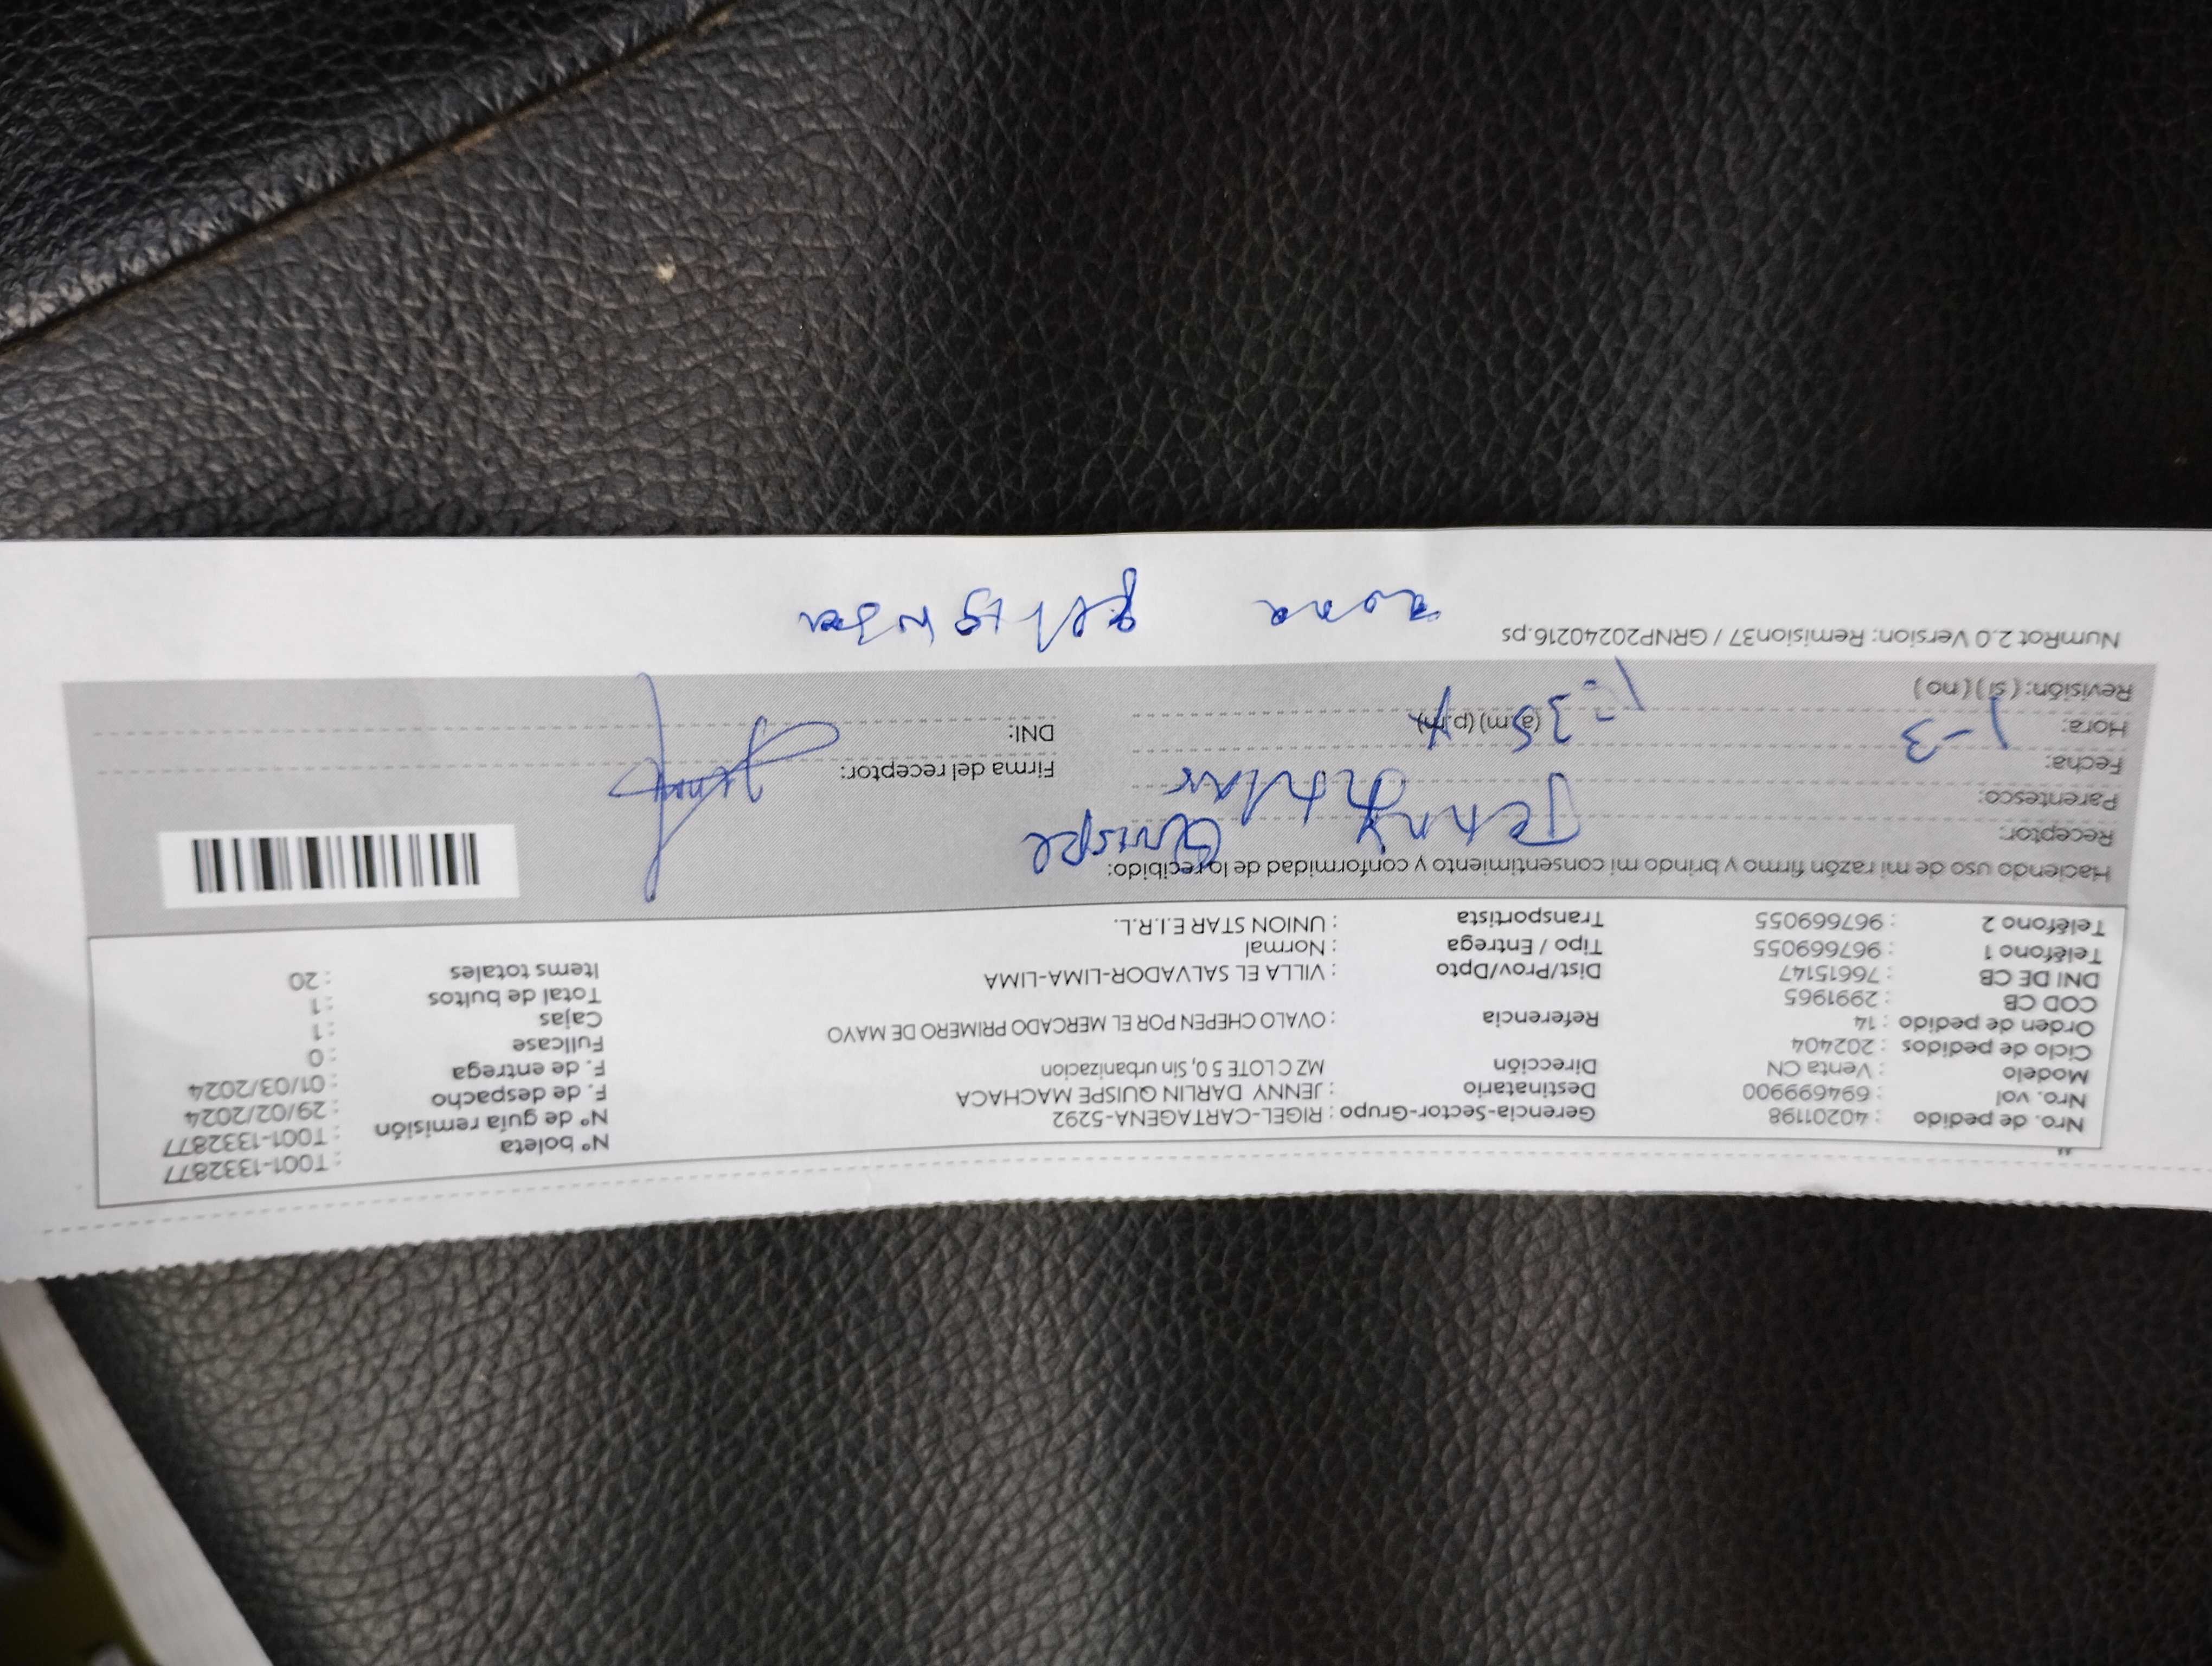 Nro. de pedido : 40201198 Gerencia-Sector-Grupo : RIGEL-CARTAGENA-5292 N° boleta : T001-1332877
Nro. vol : 694699900 Destinatario : JENNY DARLIN QUISPE MACHACA N° de guía remisión : T001-1332877
Modelo : Venta CN Dirección MZ C LOTE 5 0, Sin urbanizacion F. de despacho : 29/02/2024
Ciclo de pedidos : 202404 F. de entrega : 01/03/2024
Orden de pedido : 14 Referencia : OVALO CHEPEN POR EL MERCADO PRIMERO DE MAYO Fullcase : 0
COD CB : 2991965 Cajas : 1
DNI DE CB : 76615147 Dist/Prov/Dpto : VILLA EL SALVADOR-LIMA-LIMA Total de bultos : 1
Teléfono 1 : 967669055 Tipo / Entrega : Normal Items totales : 20
Teléfono 2 : 967669055 Transportista : UNION STAR E.I.R.L.
Haciendo uso de mi razón firmo y brindo mi consentimiento y conformidad de lo recibido:
Receptor: Jenny Quispe
Parentesco:
Fecha: 1-3 Firma del receptor:
Hora: 1:35 (a.m) (p.m) DNI:
Revisión: ( si ) ( no )
NumRot 2.0 Version: Remision37 / GRNP20240216.ps
zona peligrosa